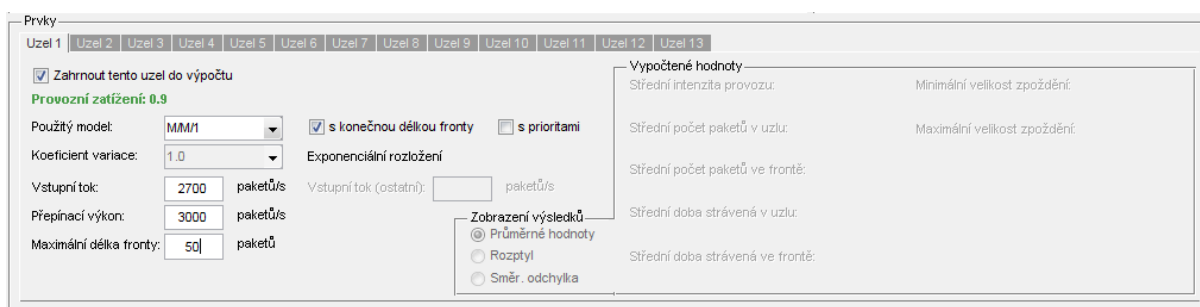 Prvky
Uzel 1 Uzel 2 Uzel 3 Uzel 4 Uzel 5 Uzel 6 Uzel 7 Uzel 8 Uzel 9 Uzel 10 Uzel 11 Uzel 12 Uzel 13
Zahrnout tento uzel do výpočtu
Provozní zatížení: 0.9
Použitý model: M/M/1 s konečnou délkou fronty s prioritami
Koeficient variace: 1.0 Exponenciální rozložení
Vstupní tok: 2700 paketů/s Vstupní tok (ostatní): paketů/s
Přepínací výkon: 3000 paketů/s
Maximální délka fronty: 50 paketů
Zobrazení výsledků
Průměrné hodnoty
Rozptyl
Směr. odchylka
Vypočtené hodnoty
Střední intenzita provozu: Minimální velikost zpoždění:
Střední počet paketů v uzlu: Maximální velikost zpoždění:
Střední počet paketů ve frontě:
Střední doba strávená v uzlu:
Střední doba strávená ve frontě: